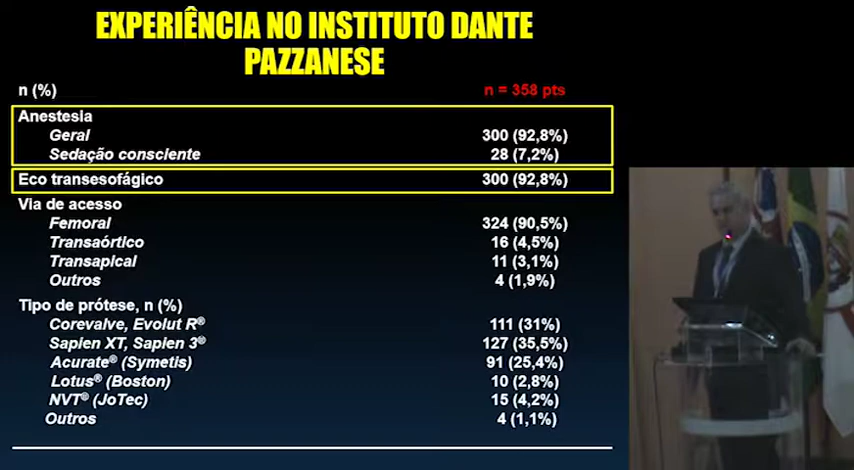 EXPERIÊNCIA NO INSTITUTO DANTE
PAZZANESE
n (%) n = 358 pts
Anestesia
Geral 300 (92,8%)
Sedação consciente 28 (7,2%)
Eco transesofágico 300 (92,8%)
Via de acesso
Femoral 324 (90,5%)
Transaórtico 16 (4,5%)
Transapical 11 (3,1%)
Outros 4 (1,9%)
Tipo de prótese, n (%)
Corevalve, Evolut R® 111 (31%)
Sapien XT, Sapien 3® 127 (35,5%)
Acurate® (Symetis) 91 (25,4%)
Lotus® (Boston) 10 (2,8%)
NVT® (JoTec) 15 (4,2%)
Outros 4 (1,1%)